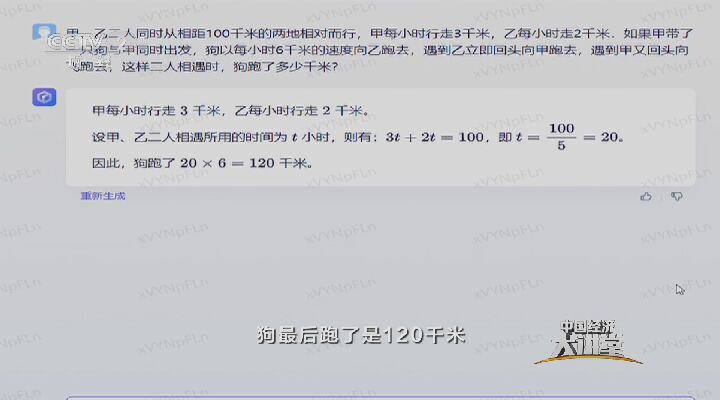 甲、乙二人同时从相距100千米的两地相对而行，甲每小时行走3千米，乙每小时走2千米．如果甲带了
一只狗与甲同时出发，狗以每小时6千米的速度向乙跑去，遇到乙立即回头向甲跑去，遇到甲又回头向
飞跑去，这样二人相遇时，狗跑了多少千米？
甲每小时行走 3 千米，乙每小时行走 2 千米。
设甲、乙二人相遇所用的时间为 t 小时，则有：3t + 2t = 100，即 t = 100/5 = 20。
因此，狗跑了 20 × 6 = 120 千米。
重新生成
xVYNpFLn
狗最后跑了是120千米
中国经济
大讲堂